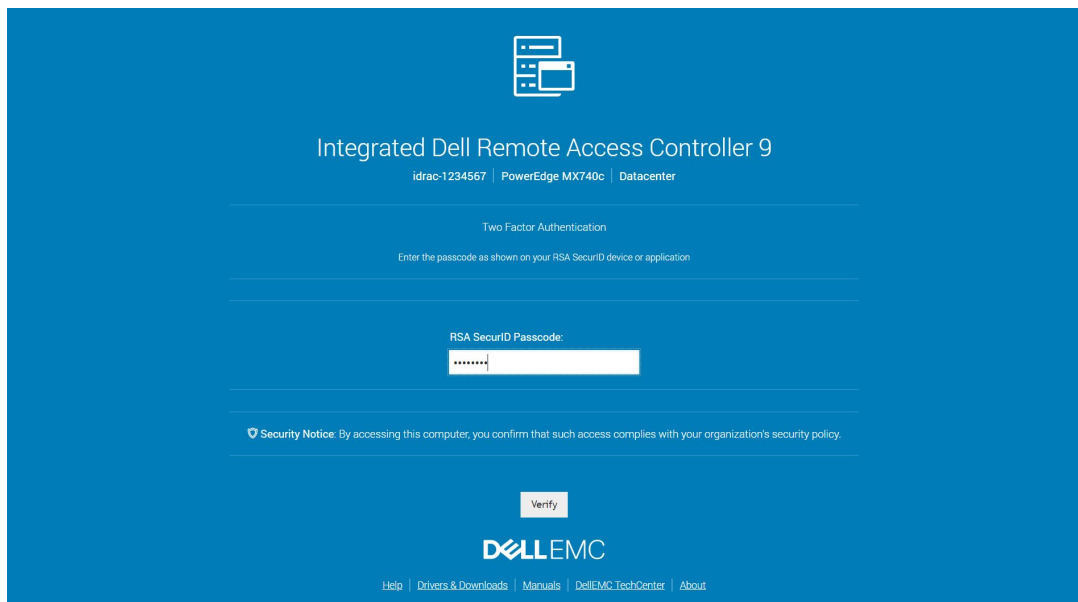 Integrated Dell Remote Access Controller 9
idrac-1234567 | PowerEdge MX740c | Datacenter
Two Factor Authentication
Enter the passcode as shown on your RSA SecurID device or application
RSA SecurID Passcode:
••••••••
Security Notice: By accessing this computer, you confirm that such access complies with your organization's security policy.
Verify
DELLEMC
Help | Drivers & Downloads | Manuals | DellEMC TechCenter | About